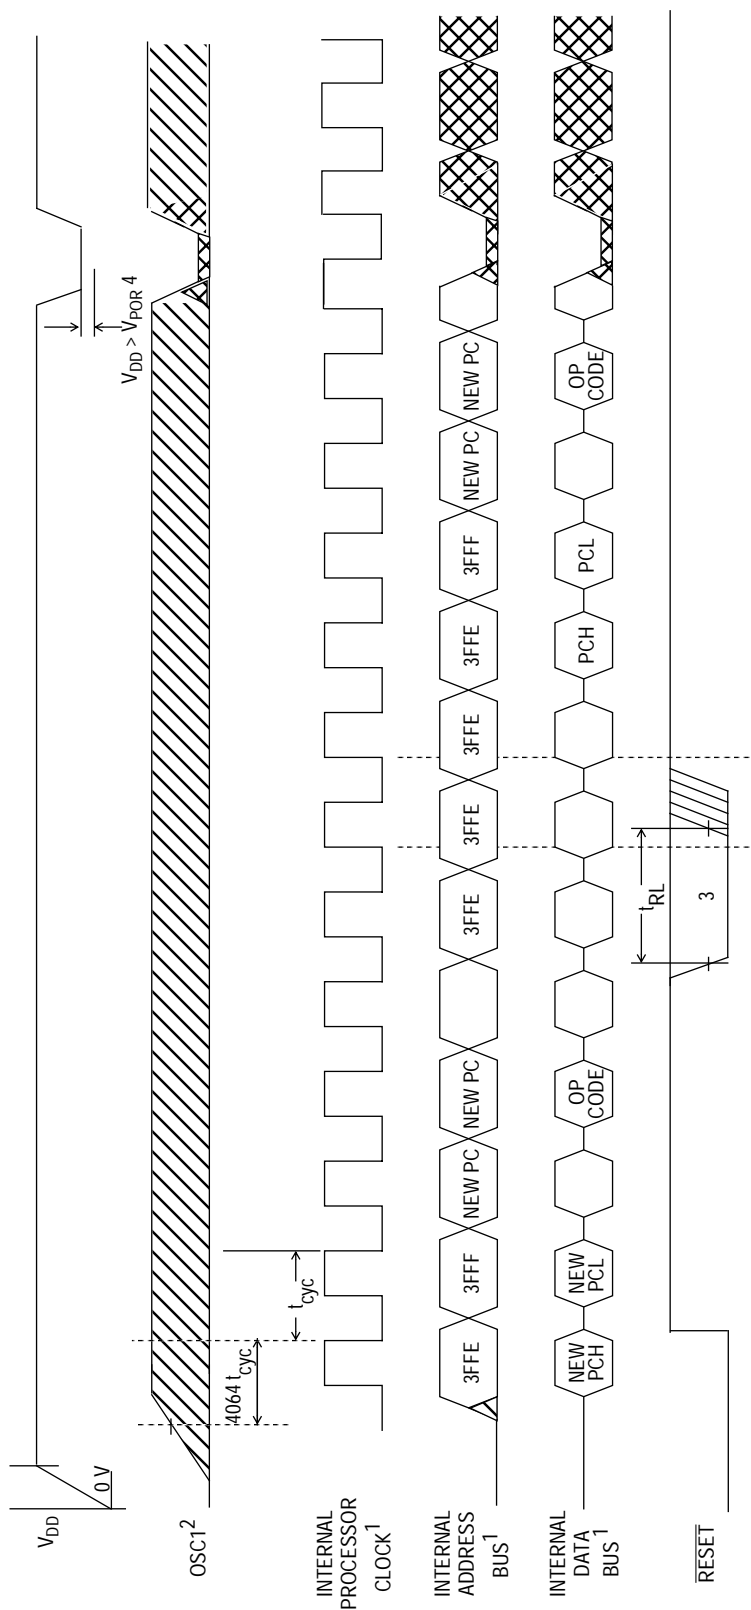 V_DD
0 V
V_DD > V_POR 4
OSC1²
4064 t_cyc
t_cyc
INTERNAL
PROCESSOR
CLOCK¹
INTERNAL
ADDRESS
BUS¹
3FFE
3FFF
NEW PC
NEW PC
3FFE
3FFE
3FFE
3FFE
3FFF
NEW PC
NEW PC
INTERNAL
DATA
BUS¹
NEW
PCH
NEW
PCL
OP
CODE
PCH
PCL
OP
CODE
RESET
t_RL
3